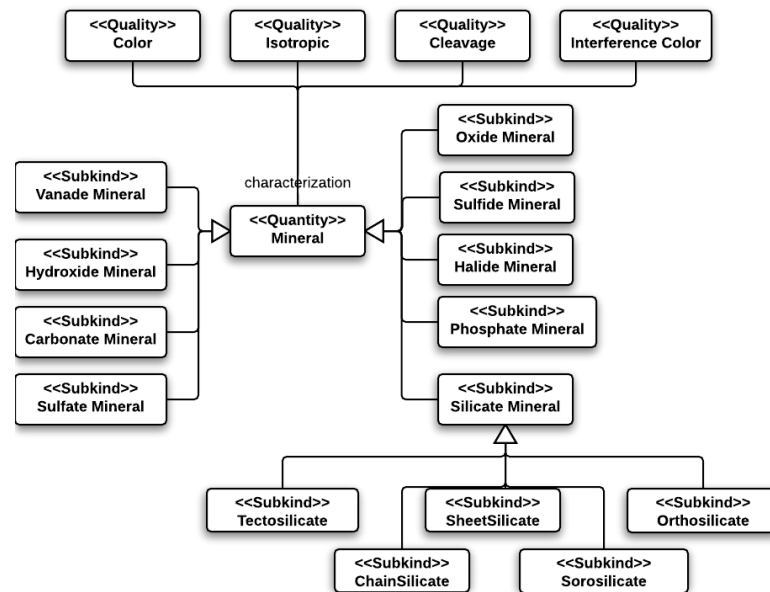 <<Quality>>
Color
<<Quality>>
Isotropic
<<Quality>>
Cleavage
<<Quality>>
Interference Color
<<Subkind>>
Oxide Mineral
<<Subkind>>
Vanade Mineral
<<Subkind>>
Sulfide Mineral
characterization
<<Quantity>>
Mineral
<<Subkind>>
Hydroxide Mineral
<<Subkind>>
Halide Mineral
<<Subkind>>
Carbonate Mineral
<<Subkind>>
Phosphate Mineral
<<Subkind>>
Sulfate Mineral
<<Subkind>>
Silicate Mineral
<<Subkind>>
Tectosilicate
<<Subkind>>
SheetSilicate
<<Subkind>>
Orthosilicate
<<Subkind>>
ChainSilicate
<<Subkind>>
Sorosilicate